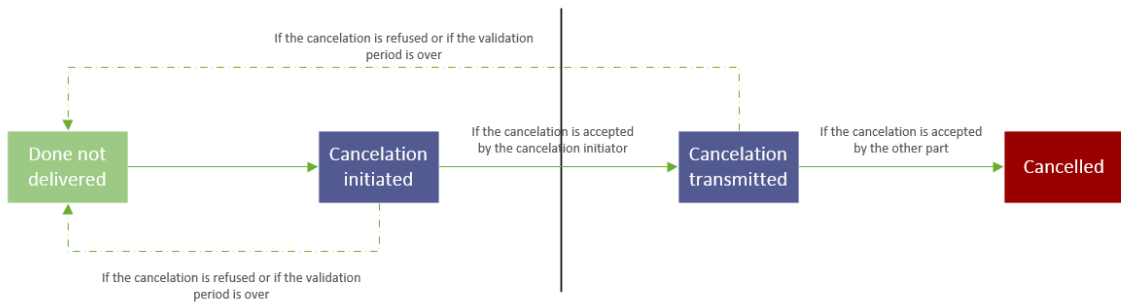 If the cancelation is refused or if the validation
period is over
Done not
delivered
Cancelation
initiated
If the cancelation is accepted
by the cancelation initiator
Cancelation
transmitted
If the cancelation is accepted
by the other part
Cancelled
If the cancelation is refused or if the validation
period is over